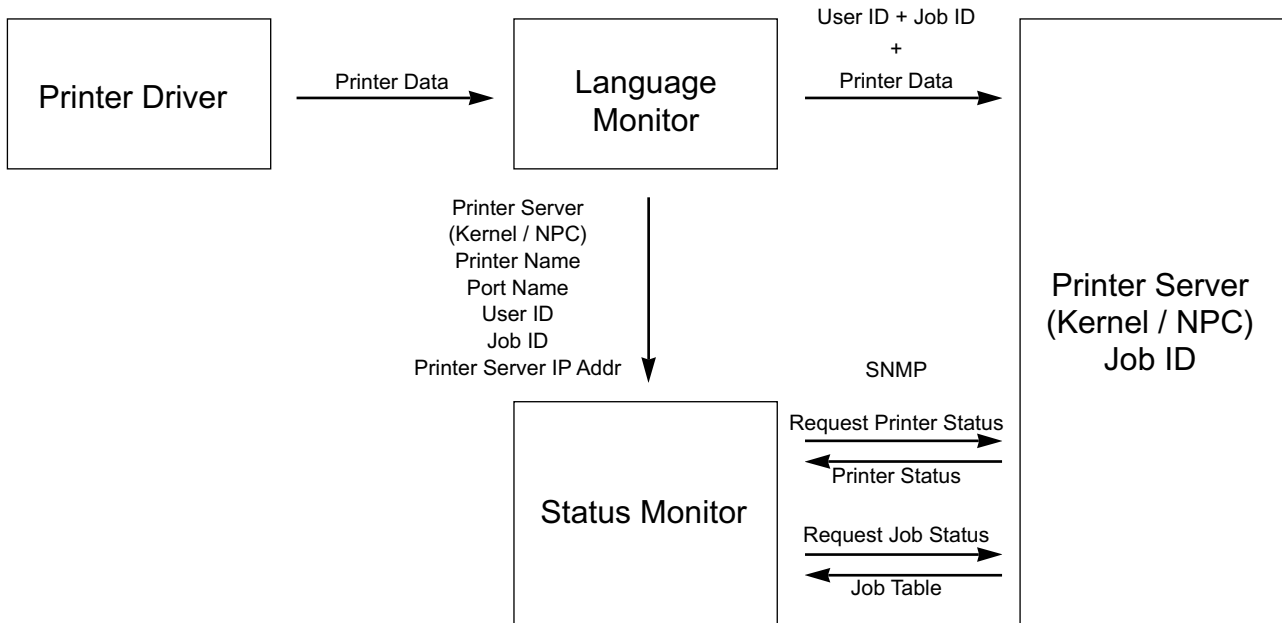 Printer Driver
Printer Data
Language
Monitor
User ID + Job ID
+
Printer Data
Printer Server
(Kernel / NPC)
Printer Name
Port Name
User ID
Job ID
Printer Server IP Addr
Printer Server
(Kernel / NPC)
Job ID
SNMP
Request Printer Status
Printer Status
Status Monitor
Request Job Status
Job Table